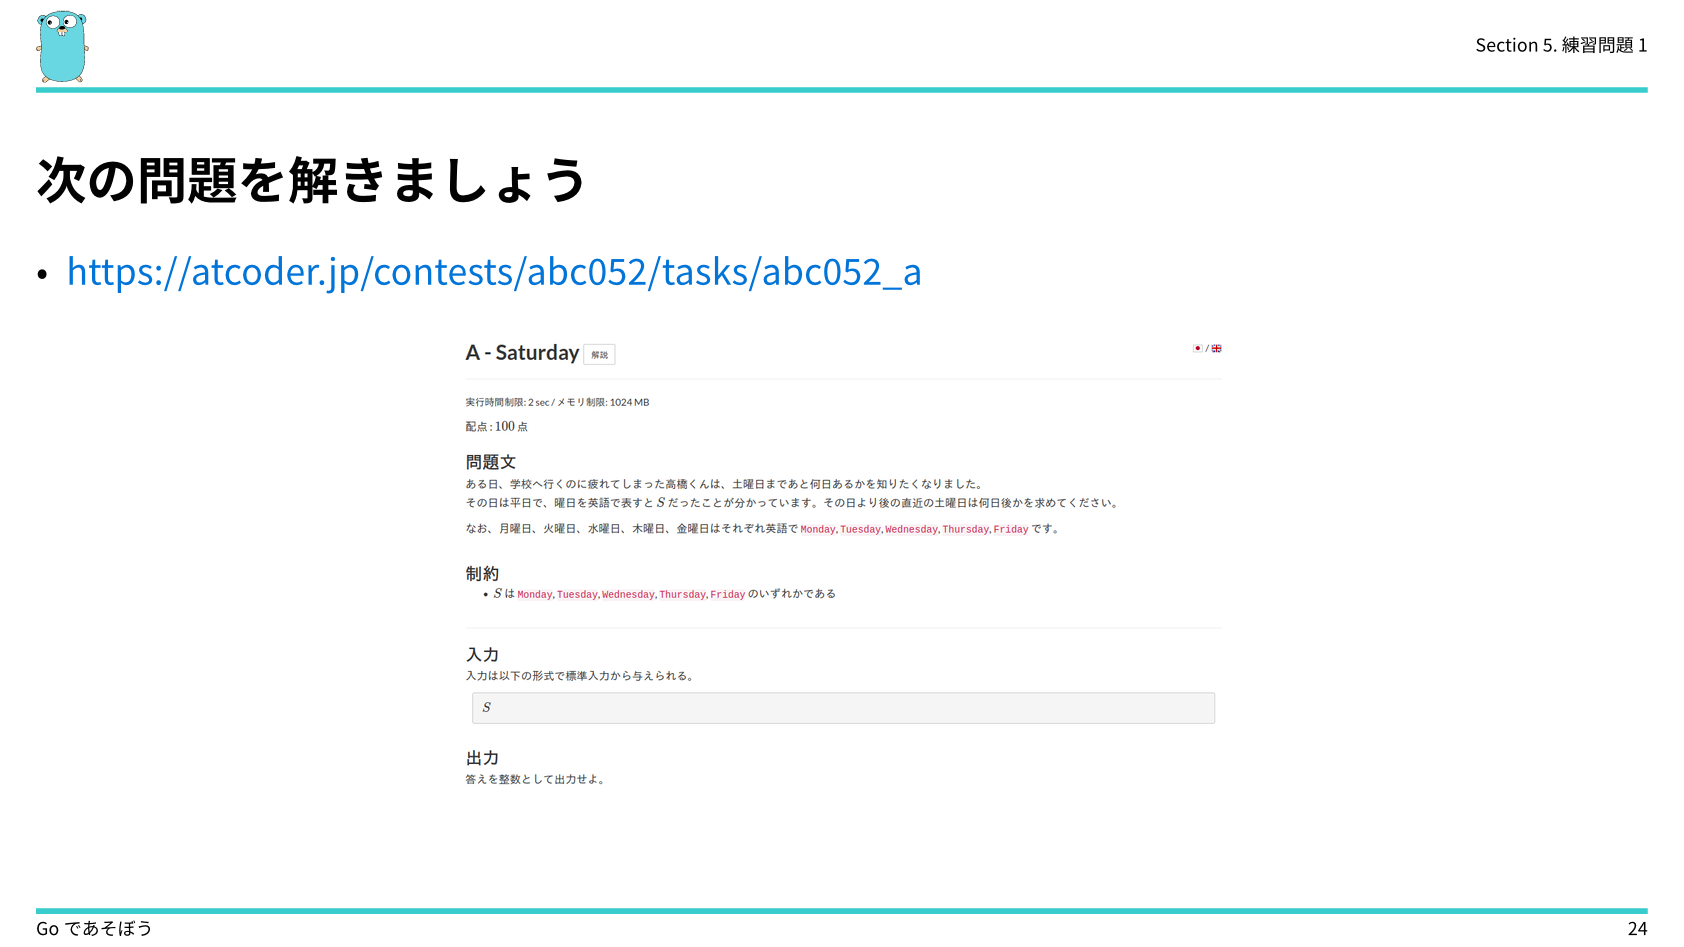 Section 5. 練習問題 1
次の問題を解きましょう
• https://atcoder.jp/contests/abc052/tasks/abc052_a
A - Saturday 解説
/
実行時間制限: 2 sec / メモリ制限: 1024 MB
配点 : 100 点
問題文
ある日、学校へ行くのに疲れてしまった高橋くんは、土曜日まであと何日あるかを知りたくなりました。
その日は平日で、曜日を英語で表すと S だったことが分かっています。その日より後の直近の土曜日は何日後かを求めてください。
なお、月曜日、火曜日、水曜日、木曜日、金曜日はそれぞれ英語で Monday, Tuesday, Wednesday, Thursday, Friday です。
制約
• S は Monday, Tuesday, Wednesday, Thursday, Friday のいずれかである
入力
入力は以下の形式で標準入力から与えられる。
S
出力
答えを整数として出力せよ。
Go であそぼう
24